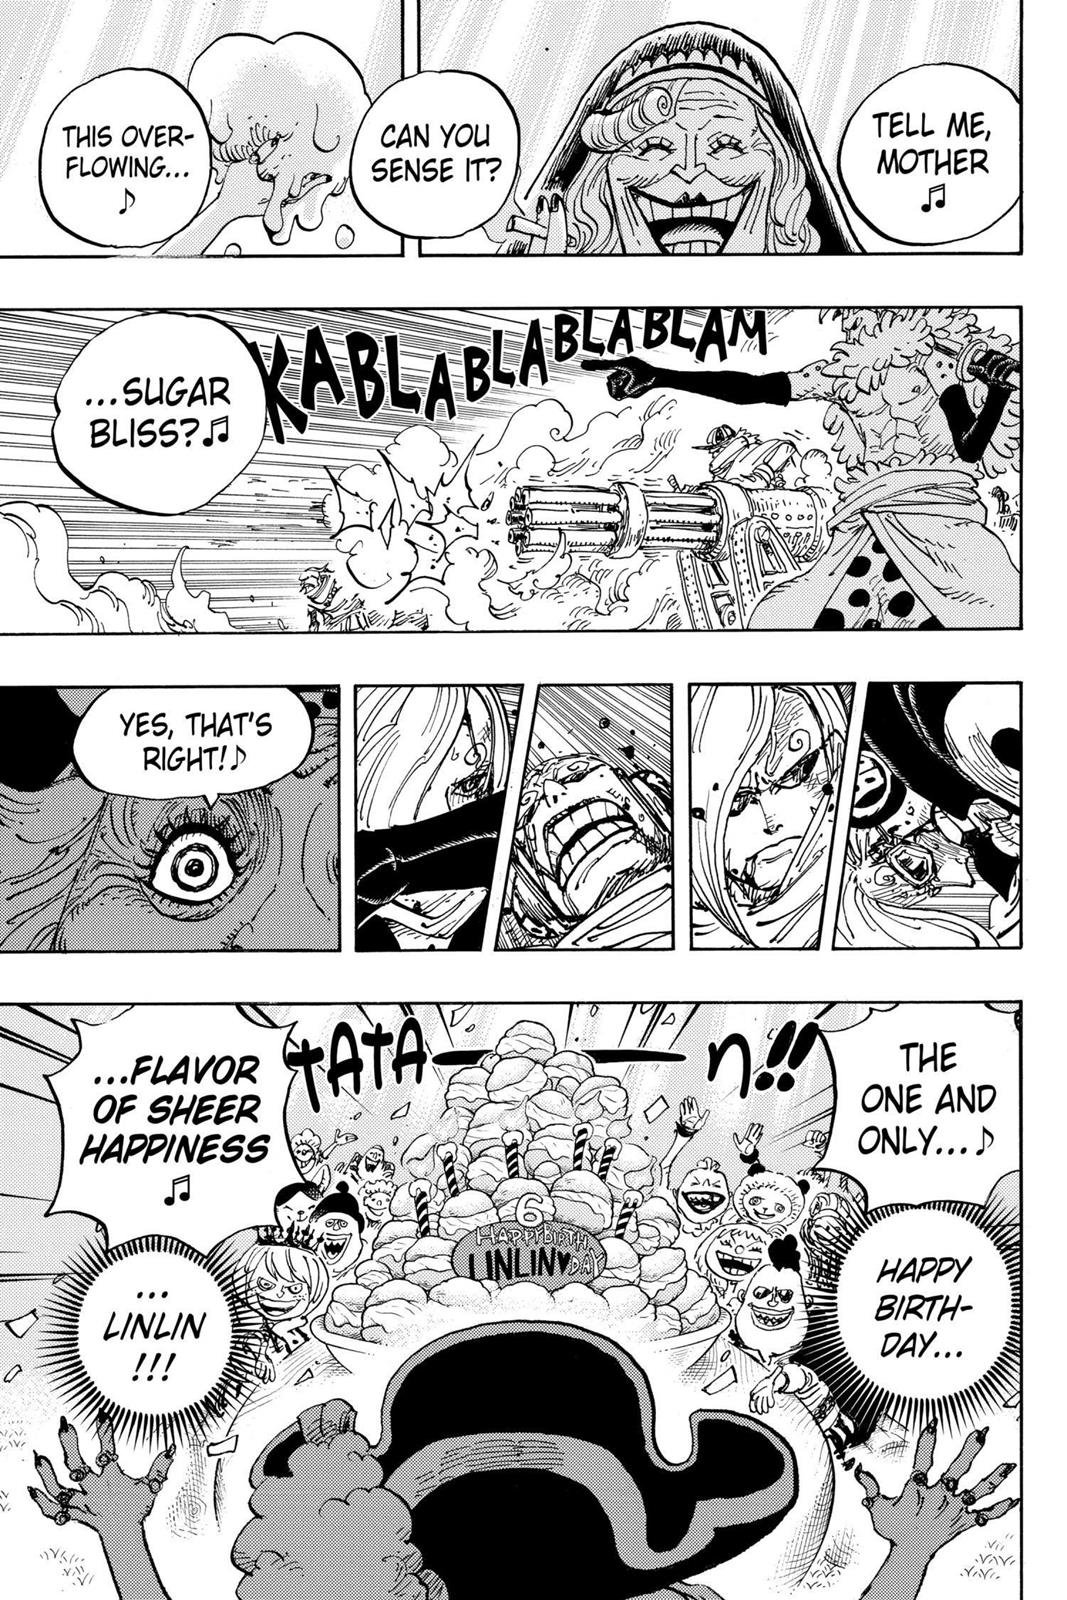 TELL ME,
MOTHER
♫
CAN YOU
SENSE IT?
THIS OVER-
FLOWING...
♪
KABLABLABLABLABLAM
...SUGAR
BLISS?♫
YES, THAT'S
RIGHT!♪
THE
ONE AND
ONLY...♪
TATA
n!!
...FLAVOR
OF SHEER
HAPPINESS
♫
6
HAPPY BIRTH
LINLIN♥DAY
HAPPY
BIRTH-
DAY...
...
LINLIN
!!!